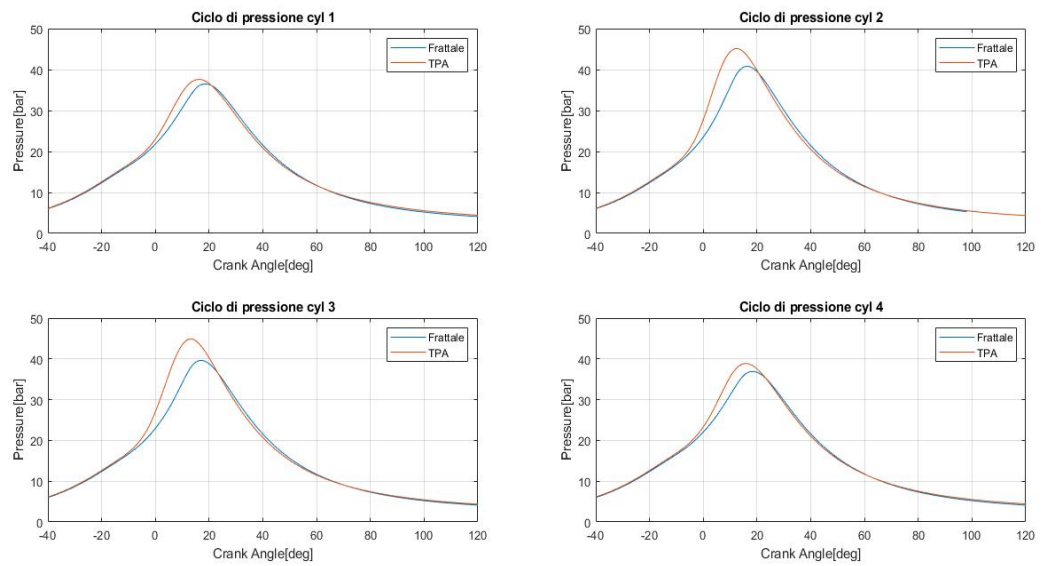 Ciclo di pressione cyl 1
50
40
30
20
10
0
Pressure[bar]
Frattale
TPA
-40 -20 0 20 40 60 80 100 120
Crank Angle[deg]
Ciclo di pressione cyl 2
50
40
30
20
10
0
Pressure[bar]
Frattale
TPA
-40 -20 0 20 40 60 80 100 120
Crank Angle[deg]
Ciclo di pressione cyl 3
50
40
30
20
10
0
Pressure[bar]
Frattale
TPA
-40 -20 0 20 40 60 80 100 120
Crank Angle[deg]
Ciclo di pressione cyl 4
50
40
30
20
10
0
Pressure[bar]
Frattale
TPA
-40 -20 0 20 40 60 80 100 120
Crank Angle[deg]